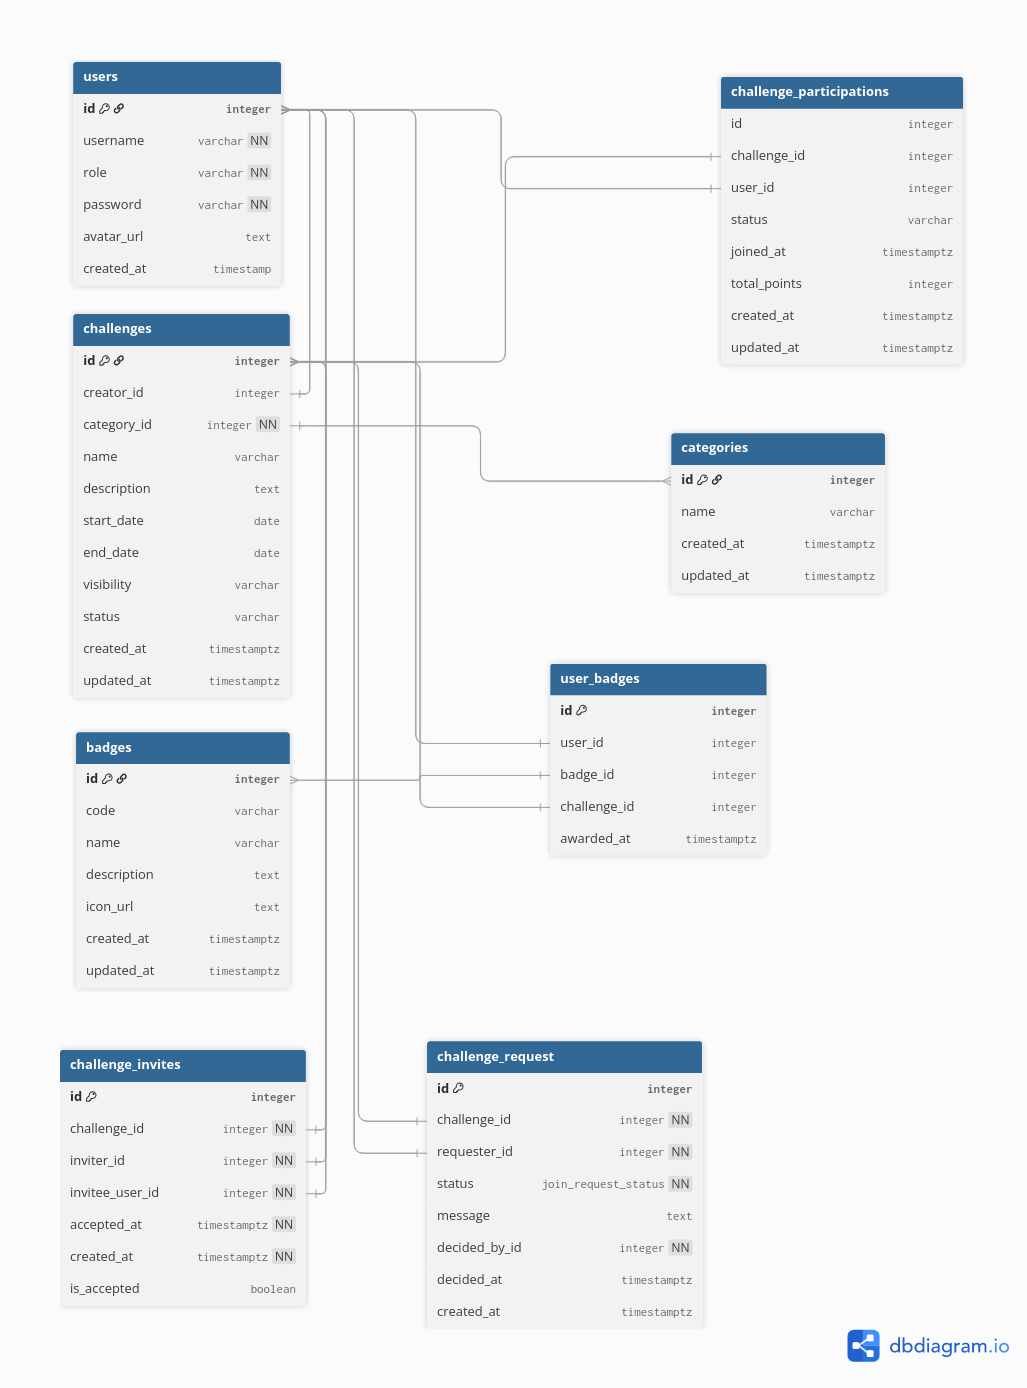 users
id integer
username varchar NN
role varchar NN
password varchar NN
avatar_url text
created_at timestamp
challenges
id integer
creator_id integer
category_id integer NN
name varchar
description text
start_date date
end_date date
visibility varchar
status varchar
created_at timestamptz
updated_at timestamptz
badges
id integer
code varchar
name varchar
description text
icon_url text
created_at timestamptz
updated_at timestamptz
challenge_invites
id integer
challenge_id integer NN
inviter_id integer NN
invitee_user_id integer NN
accepted_at timestamptz NN
created_at timestamptz NN
is_accepted boolean
challenge_participations
id integer
challenge_id integer
user_id integer
status varchar
joined_at timestamptz
total_points integer
created_at timestamptz
updated_at timestamptz
categories
id integer
name varchar
created_at timestamptz
updated_at timestamptz
user_badges
id integer
user_id integer
badge_id integer
challenge_id integer
awarded_at timestamptz
challenge_request
id integer
challenge_id integer NN
requester_id integer NN
status join_request_status NN
message text
decided_by_id integer NN
decided_at timestamptz
created_at timestamptz
dbdiagram.io